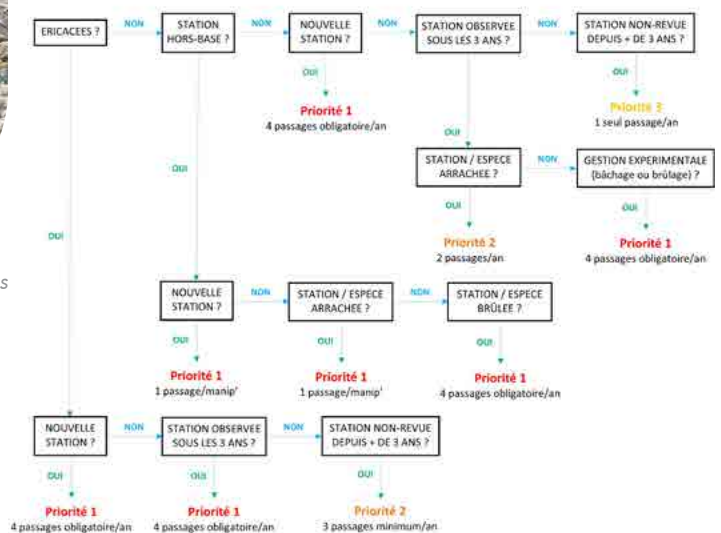 ERICACEES ?
NON
STATION
HORS-BASE ?
NON
NOUVELLE
STATION ?
NON
STATION OBSERVEE
SOUS LES 3 ANS ?
NON
STATION NON-REVUE
DEPUIS + DE 3 ANS ?
OUI
Priorité 1
4 passages obligatoire/an
OUI
Priorité 3
1 seul passage/an
OUI
STATION / ESPECE
ARRACHEE ?
NON
GESTION EXPERIMENTALE
(bâchage ou brûlage) ?
OUI
OUI
Priorité 2
2 passages/an
OUI
Priorité 1
4 passages obligatoire/an
OUI
s
NOUVELLE
STATION ?
NON
STATION / ESPECE
ARRACHEE ?
NON
STATION / ESPECE
BRÛLEE ?
OUI
Priorité 1
1 passage/manip'
OUI
Priorité 1
1 passage/manip'
OUI
Priorité 1
4 passages obligatoire/an
NOUVELLE
STATION ?
NON
STATION OBSERVEE
SOUS LES 3 ANS ?
NON
STATION NON-REVUE
DEPUIS + DE 3 ANS ?
OUI
Priorité 1
4 passages obligatoire/an
OUI
Priorité 1
4 passages obligatoire/an
OUI
Priorité 2
3 passages minimum/an